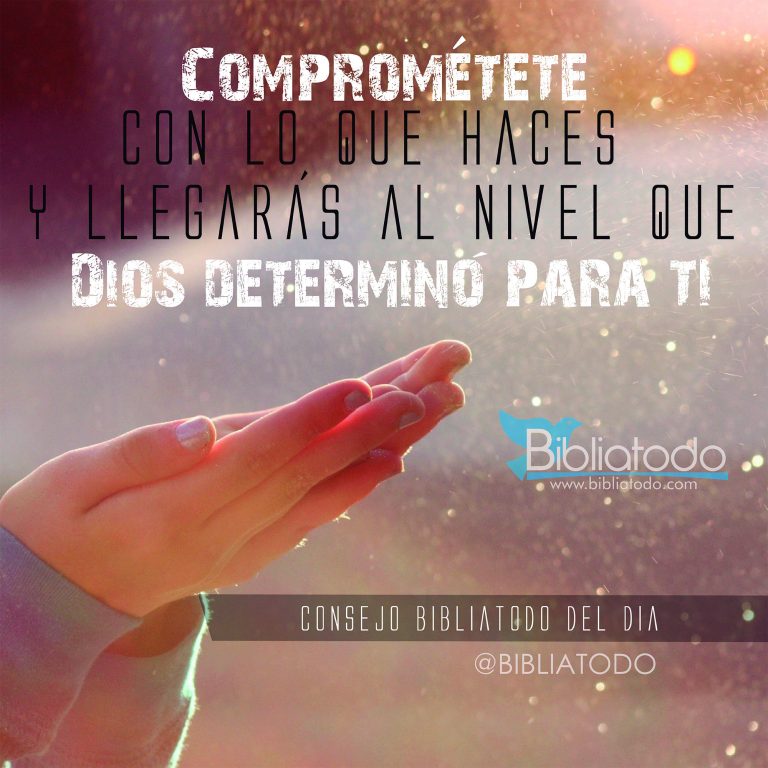 COMPROMÉTETE
CON LO QUE HACES
Y LLEGARÁS AL NIVEL QUE
DIOS DETERMINÓ PARA TI
Bibliatodo
www.bibliatodo.com
CONSEJO BIBLIATODO DEL DIA
@BIBLIATODO